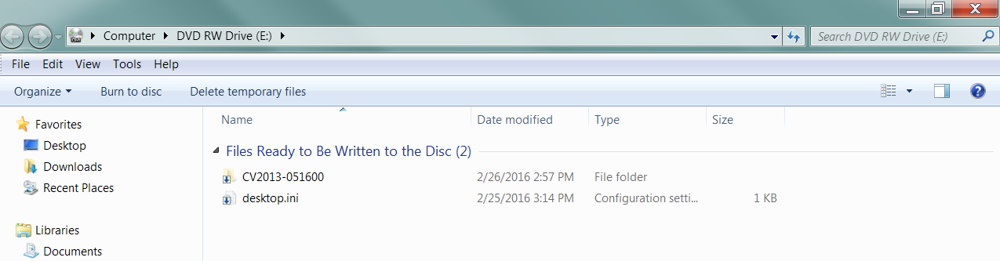 Computer DVD RW Drive (E:) Search DVD RW Drive (E:)
File Edit View Tools Help
Organize Burn to disc Delete temporary files
Favorites
Desktop
Downloads
Recent Places
Libraries
Documents
Name Date modified Type Size
Files Ready to Be Written to the Disc (2)
CV2013-051600 2/26/2016 2:57 PM File folder
desktop.ini 2/25/2016 3:14 PM Configuration setti... 1 KB